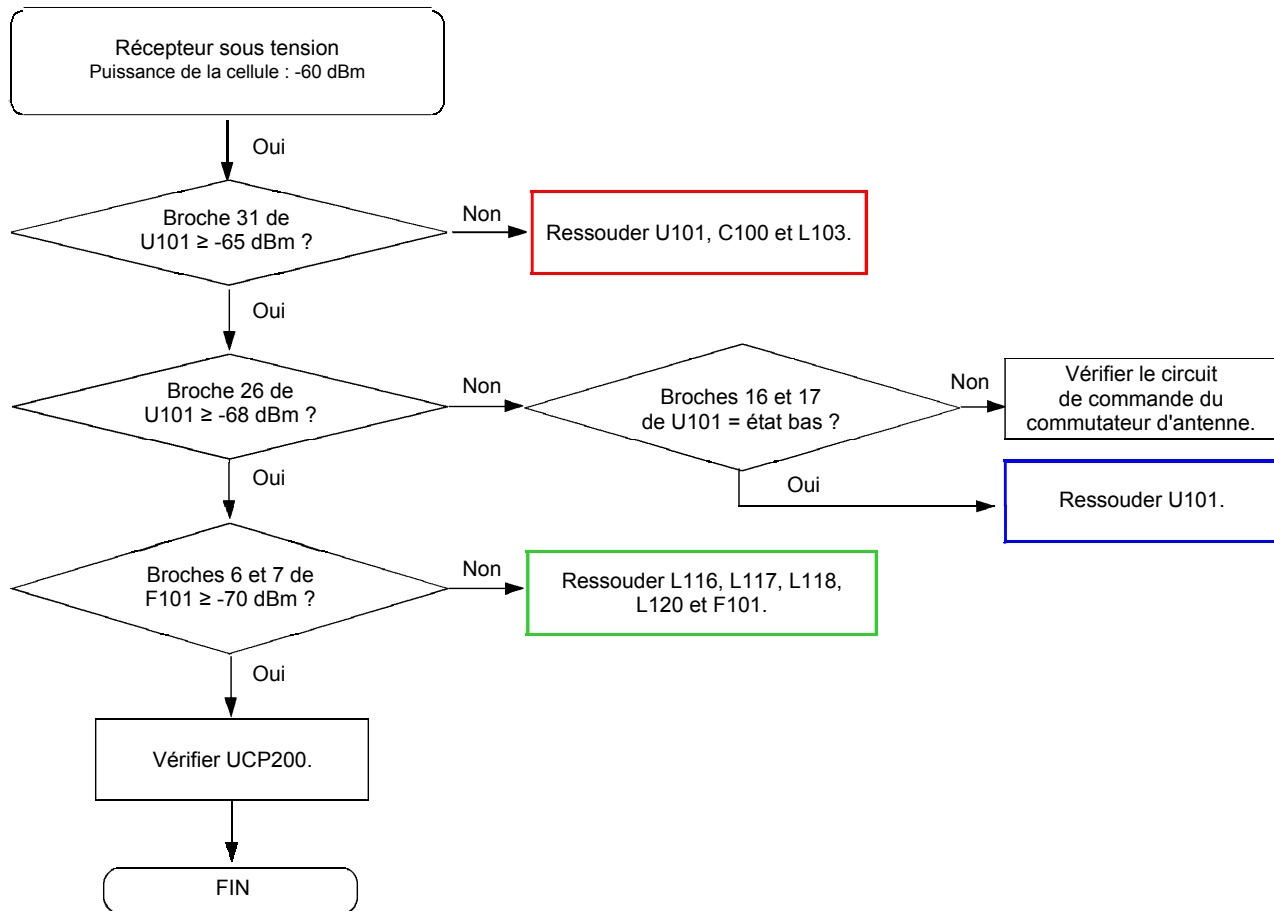 Récepteur sous tension
Puissance de la cellule : -60 dBm
Oui
Broche 31 de
U101 ≥ -65 dBm ?
Non
Ressouder U101, C100 et L103.
Oui
Broche 26 de
U101 ≥ -68 dBm ?
Non
Broches 16 et 17
de U101 = état bas ?
Non
Vérifier le circuit
de commande du
commutateur d'antenne.
Oui
Oui
Ressouder U101.
Broches 6 et 7 de
F101 ≥ -70 dBm ?
Non
Ressouder L116, L117, L118,
L120 et F101.
Oui
Vérifier UCP200.
FIN